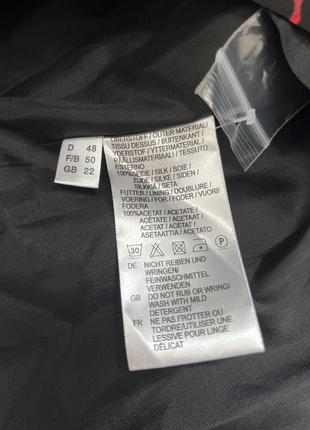 D 48
F/B 50
GB 22
OBERSTOFF / OUTER MATERIAL/
TISSU DESSUS / BUITENKANT/
YDERSTOF / YTTERMATERIAL /
PÄÄLLISMATERIAALI / TESSUTO
ESTERNO
100%SEIDE / SILK / SOIE /
ZIJDE / SILKE / SIDEN /
SILKKIÄ / SETA
FUTTER / LINING / DOUBLURE /
VOERING / FOR / FODER / VUORI/
FODERA
100%ACETAT / ACETATE /
ACÉTATE / ACETAAT /
ACETAT / ACETAT /
ASETAATTIA / ACETATO
30 P
DE NICHT REIBEN UND
WRINGEN/
FEINWASCHMITTEL
VERWENDEN
GB DO NOT RUB OR WRING/
WASH WITH MILD
DETERGENT
FR NE PAS FROTTER OU
TORDRE/UTILISER UNE
LESSIVE POUR LINGE
DÉLICAT